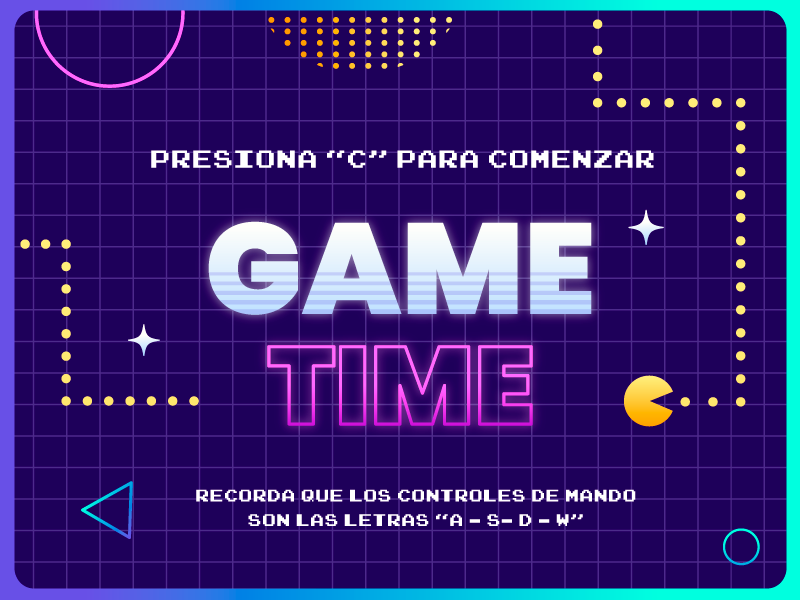 PRESIONA “C” PARA COMENZAR
GAME
TIME
RECORDA QUE LOS CONTROLES DE MANDO
SON LAS LETRAS “A - S- D - W”